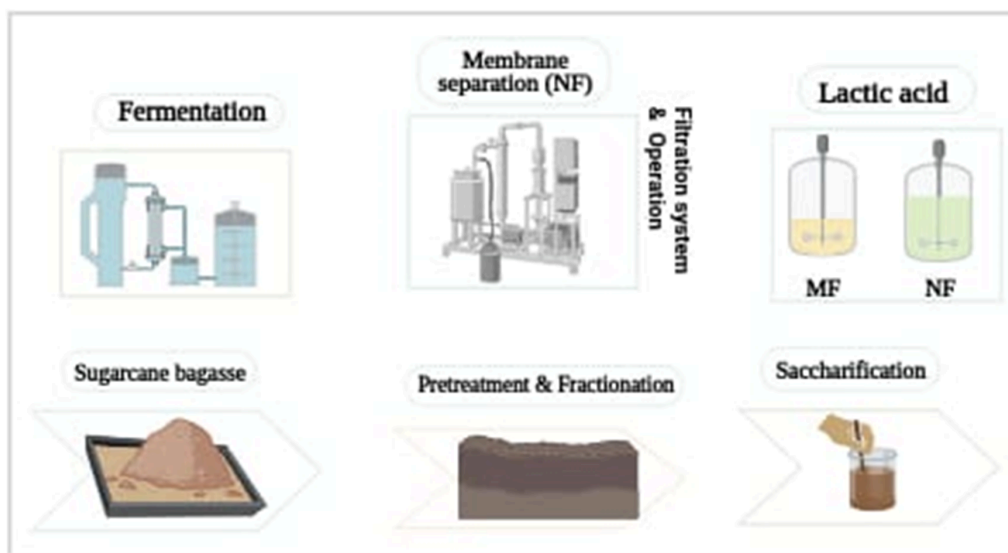 Fermentation
Membrane
separation (NF)
Filtration system
& Operation
Lactic acid
MF
NF
Sugarcane bagasse
Pretreatment & Fractionation
Saccharification